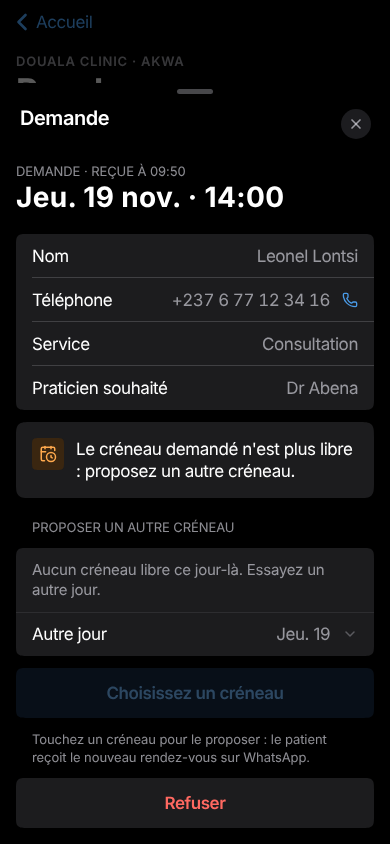 Accueil
DOUALA CLINIC · AKWA
Demande
DEMANDE · REÇUE À 09:50
Jeu. 19 nov. · 14:00
Nom Leonel Lontsi
Téléphone +237 6 77 12 34 16
Service Consultation
Praticien souhaité Dr Abena
Le créneau demandé n'est plus libre
: proposez un autre créneau.
PROPOSER UN AUTRE CRÉNEAU
Aucun créneau libre ce jour-là. Essayez un
autre jour.
Autre jour Jeu. 19
Choisissez un créneau
Touchez un créneau pour le proposer : le patient
reçoit le nouveau rendez-vous sur WhatsApp.
Refuser